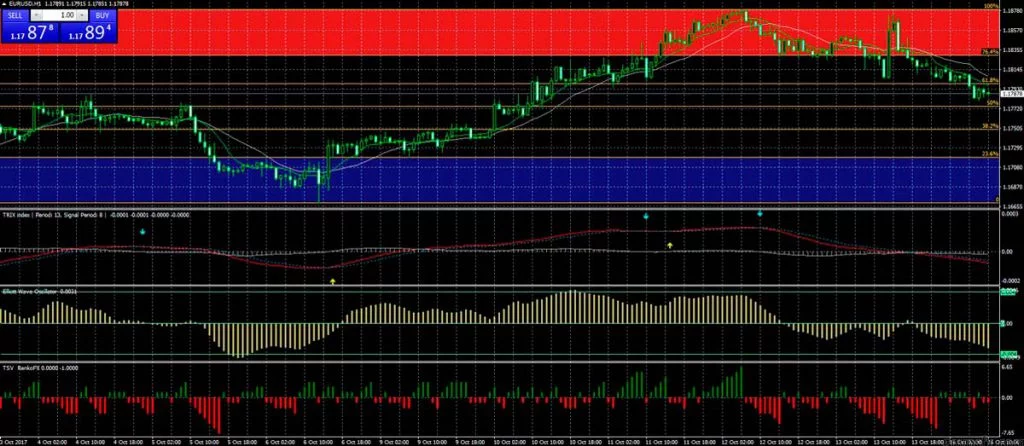 EURUSD,H1 1.17891 1.17915 1.17851 1.17878
SELL 1.00 BUY
1.17 87 8
1.17 89 4
100%
76.4%
61.8%
50%
38.2%
23.6%
0
1.18780
1.18570
1.18355
1.18145
1.17930
1.17878
1.17720
1.17505
1.17295
1.17080
1.16870
1.16655
TRIX index | Period: 13, Signal Period: 8 | -0.0001 -0.0001 -0.0000 -0.0000
0.0003
0.00
-0.0002
Elliott Wave Oscillator 0.0031
0.00
TSV RenkoFX 0.0000 -1.0000
6.65
0.00
-7.65
3 Oct 2017
4 Oct 02:00
4 Oct 10:00
4 Oct 18:00
5 Oct 02:00
5 Oct 10:00
5 Oct 18:00
6 Oct 02:00
6 Oct 10:00
6 Oct 18:00
9 Oct 02:00
9 Oct 10:00
9 Oct 18:00
10 Oct 02:00
10 Oct 10:00
10 Oct 18:00
11 Oct 02:00
11 Oct 10:00
11 Oct 18:00
12 Oct 02:00
12 Oct 10:00
12 Oct 18:00
13 Oct 02:00
13 Oct 10:00
13 Oct 18:00